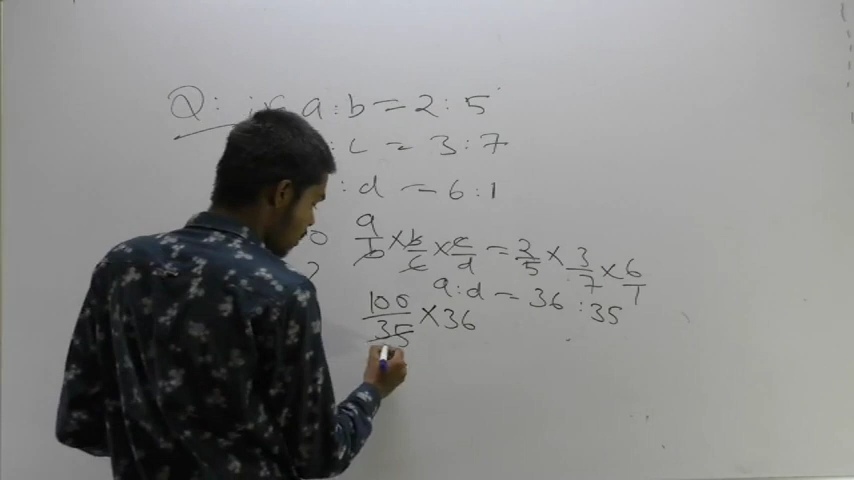 Q: if a:b = 2:5
: c = 3:7
: d = 6:1
a/b × b/c × c/d = 2/5 × 3/7 × 6/1
a:d = 36:35
100/35 × 36